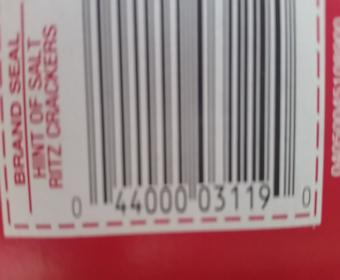 BRAND SEAL
HINT OF SALT
RITZ CRACKERS
0 44000 03119 0